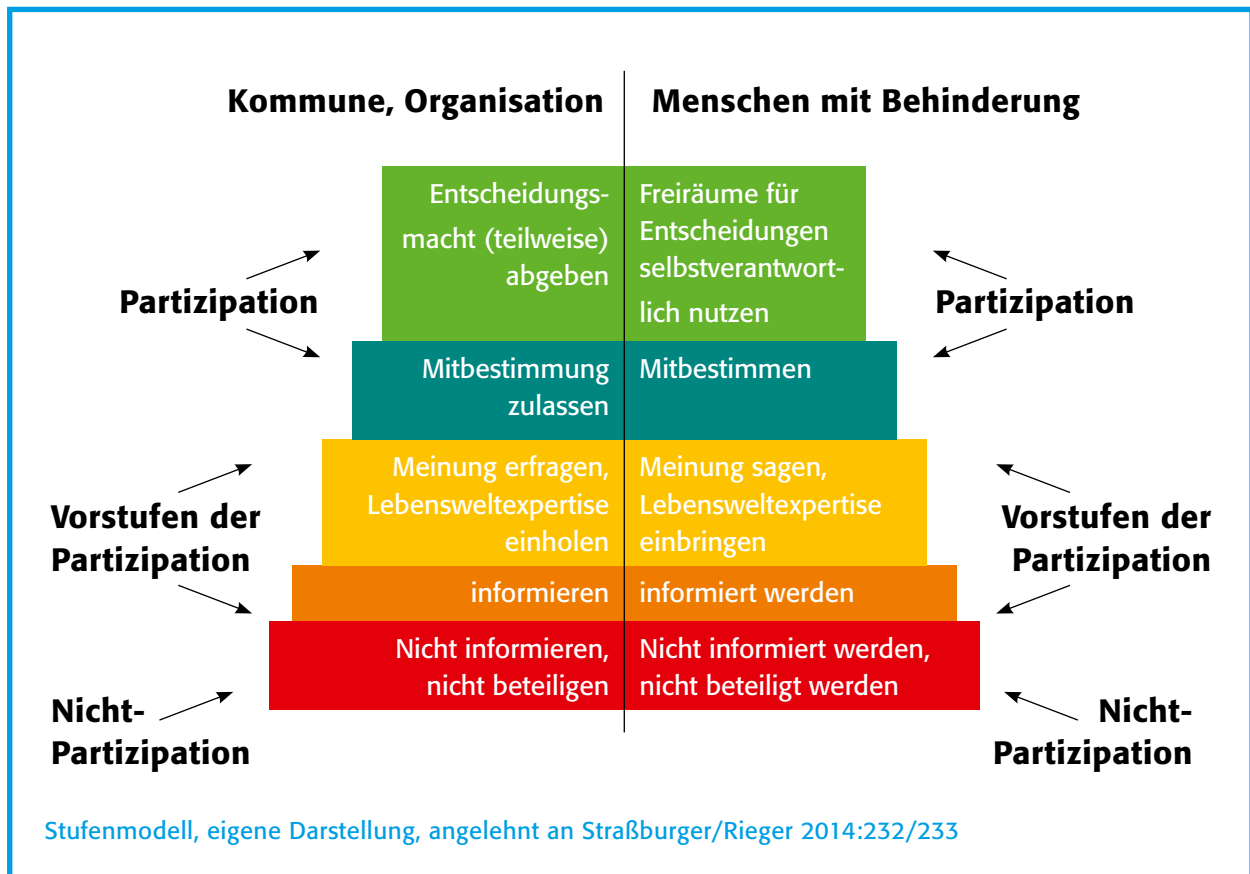 Kommune, Organisation
Menschen mit Behinderung
Entscheidungs-
macht (teilweise)
abgeben
Freiräume für
Entscheidungen
selbstverantwort-
lich nutzen
Partizipation
Partizipation
Mitbestimmung
zulassen
Mitbestimmen
Meinung erfragen,
Lebensweltexpertise
einholen
Meinung sagen,
Lebensweltexpertise
einbringen
Vorstufen der
Partizipation
Vorstufen der
Partizipation
informieren
informiert werden
Nicht informieren,
nicht beteiligen
Nicht informiert werden,
nicht beteiligt werden
Nicht-
Partizipation
Nicht-
Partizipation
Stufenmodell, eigene Darstellung, angelehnt an Straßburger/Rieger 2014:232/233